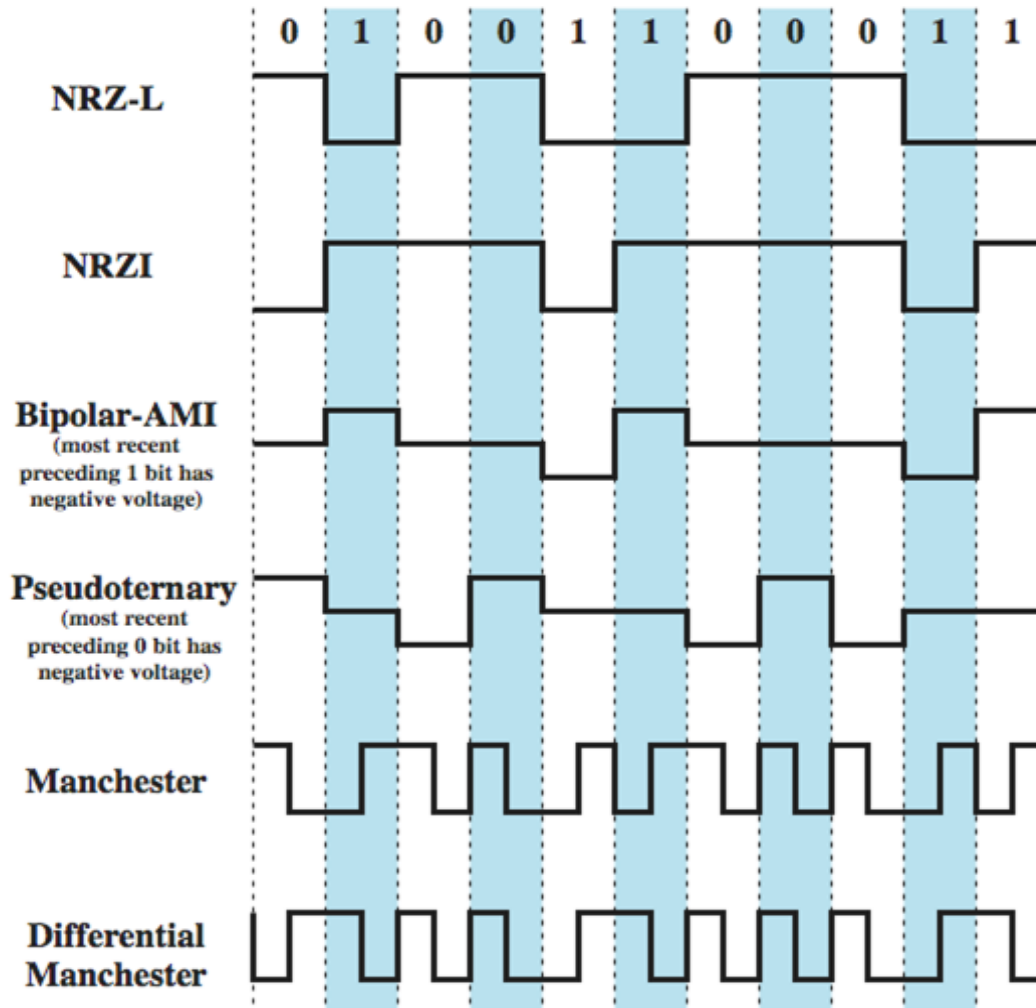 0 1 0 0 1 1 0 0 0 1 1
NRZ-L
NRZI
Bipolar-AMI
(most recent
preceding 1 bit has
negative voltage)
Pseudoternary
(most recent
preceding 0 bit has
negative voltage)
Manchester
Differential
Manchester